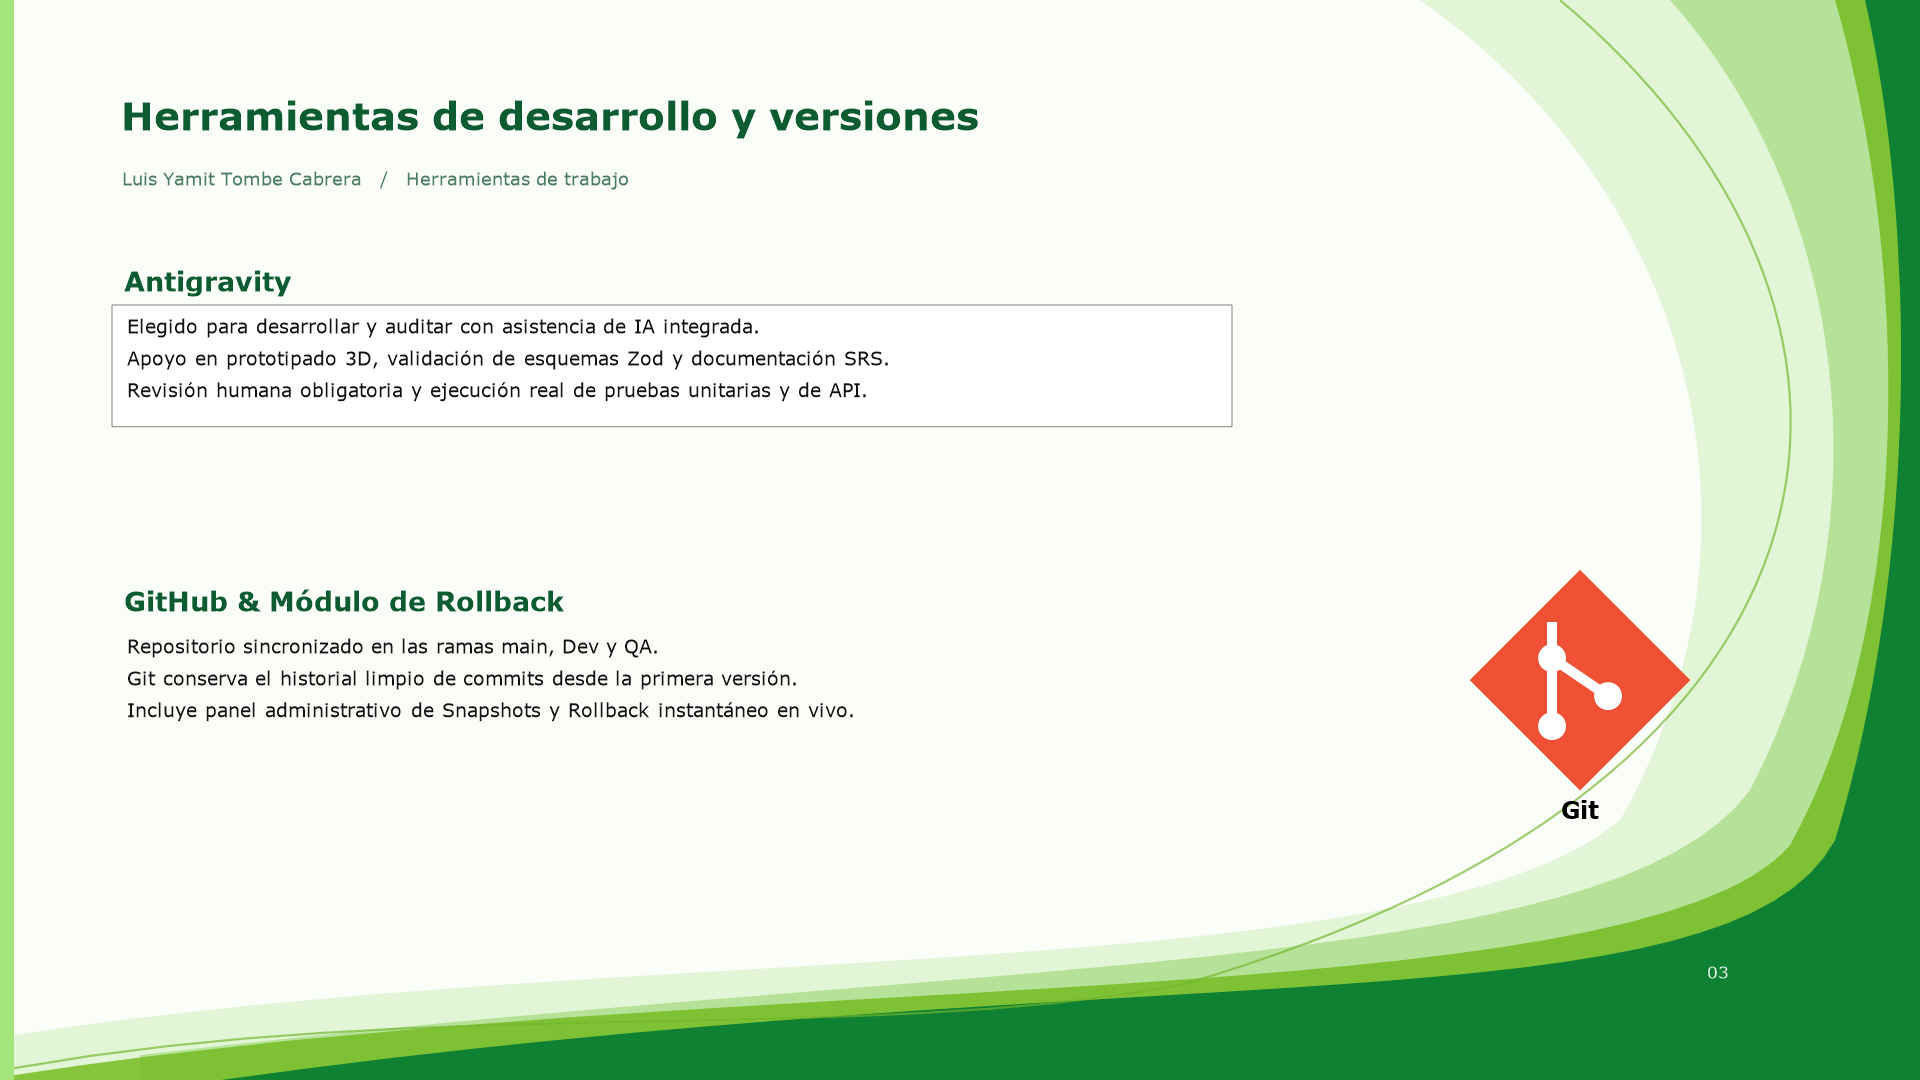 Herramientas de desarrollo y versiones
Luis Yamit Tombe Cabrera / Herramientas de trabajo
Antigravity
Elegido para desarrollar y auditar con asistencia de IA integrada.
Apoyo en prototipado 3D, validación de esquemas Zod y documentación SRS.
Revisión humana obligatoria y ejecución real de pruebas unitarias y de API.
GitHub & Módulo de Rollback
Repositorio sincronizado en las ramas main, Dev y QA.
Git conserva el historial limpio de commits desde la primera versión.
Incluye panel administrativo de Snapshots y Rollback instantáneo en vivo.
Git
03